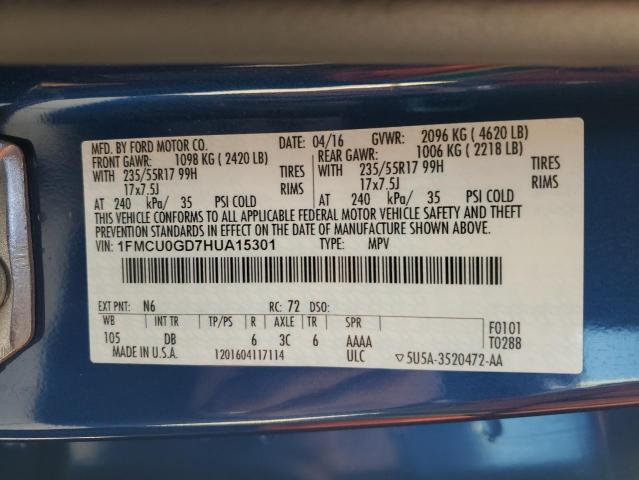 MFD. BY FORD MOTOR CO. DATE: 04/16 GVWR: 2096 KG ( 4620 LB)
FRONT GAWR: 1098 KG ( 2420 LB) REAR GAWR: 1006 KG ( 2218 LB)
WITH 235/55R17 99H TIRES WITH 235/55R17 99H TIRES
17x7.5J RIMS 17x7.5J RIMS
AT 240 kPa/ 35 PSI COLD AT 240 kPa/ 35 PSI COLD
THIS VEHICLE CONFORMS TO ALL APPLICABLE FEDERAL MOTOR VEHICLE SAFETY AND THEFT
PREVENTION STANDARDS IN EFFECT ON THE DATE OF MANUFACTURE SHOWN ABOVE.
VIN: 1FMCU0GD7HUA15301 TYPE: MPV
EXT PNT: N6 RC: 72 DSO:
WB INT TR TP/PS R AXLE TR SPR F0101
105 DB 6 3C 6 AAAA T0288
MADE IN U.S.A. 1201604117114 ULC ▽5U5A-3520472-AA